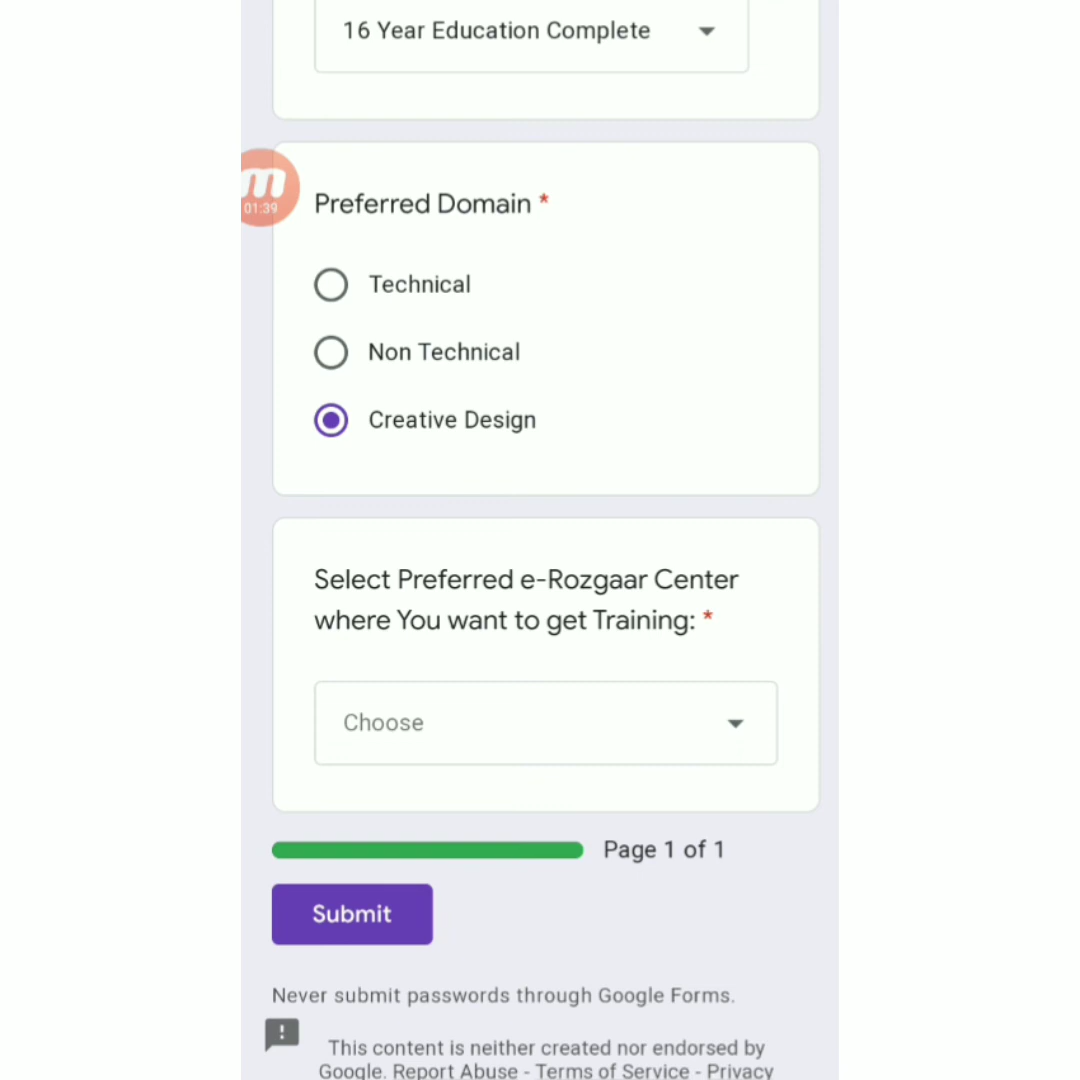 16 Year Education Complete
m
01:39
Preferred Domain *
Technical
Non Technical
Creative Design
Select Preferred e-Rozgaar Center
where You want to get Training: *
Choose
Page 1 of 1
Submit
Never submit passwords through Google Forms.
!
This content is neither created nor endorsed by
Google. Report Abuse - Terms of Service - Privacy